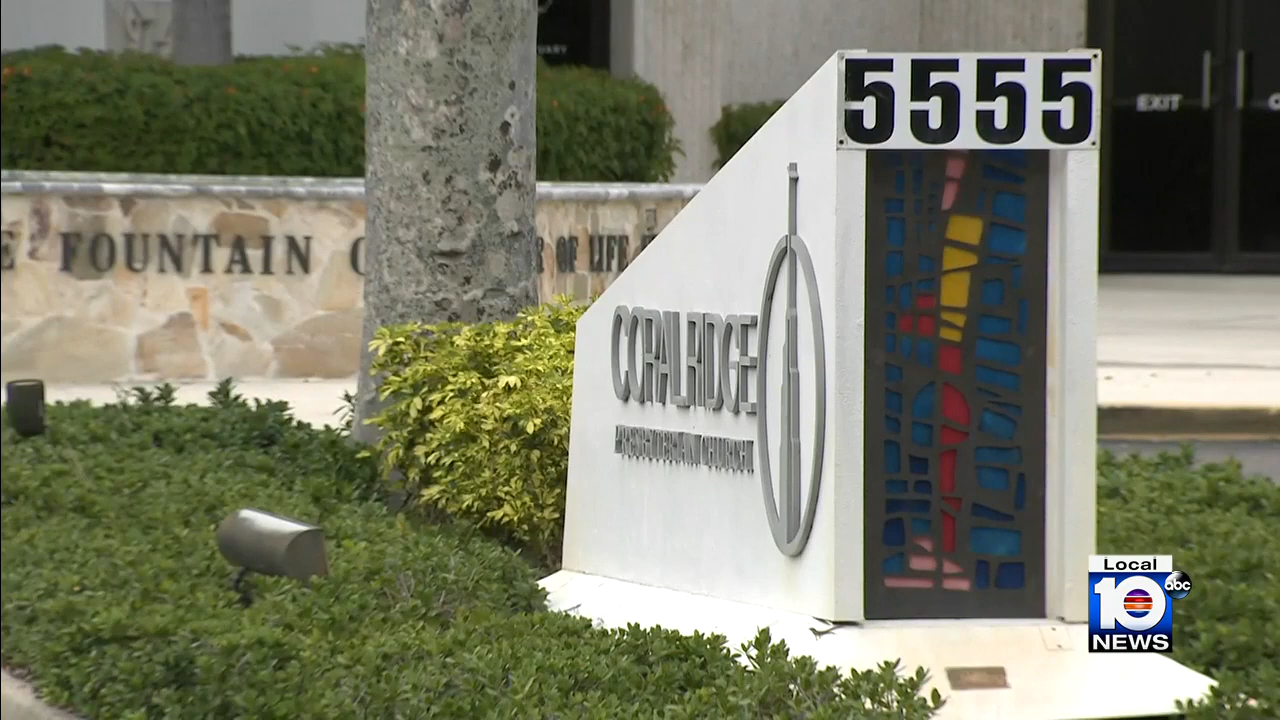 5555
EXIT
FOUNTAIN
OF LIFE
CORAL RIDGE
PRESBYTERIAN CHURCH
Local
10
abc
NEWS